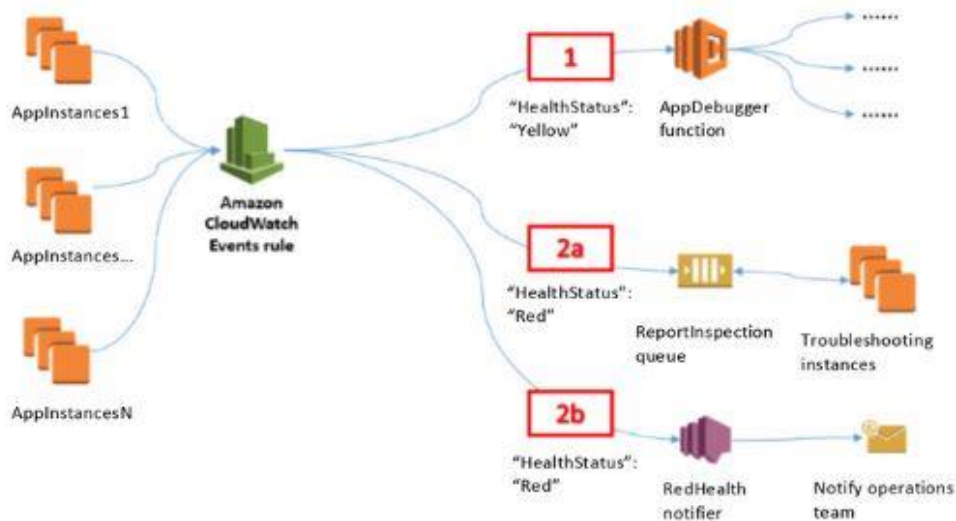 AppInstances1
AppInstances...
AppInstancesN
Amazon
CloudWatch
Events rule
1
"HealthStatus":
"Yellow"
AppDebugger
function
......
......
......
2a
"HealthStatus":
"Red"
ReportInspection
queue
Troubleshooting
instances
2b
"HealthStatus":
"Red"
RedHealth
notifier
Notify operations
team